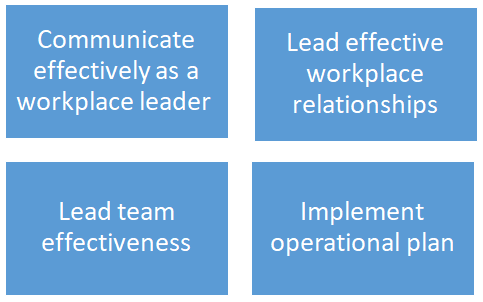 Communicate
effectively as a
workplace leader
Lead effective
workplace
relationships
Lead team
effectiveness
Implement
operational plan